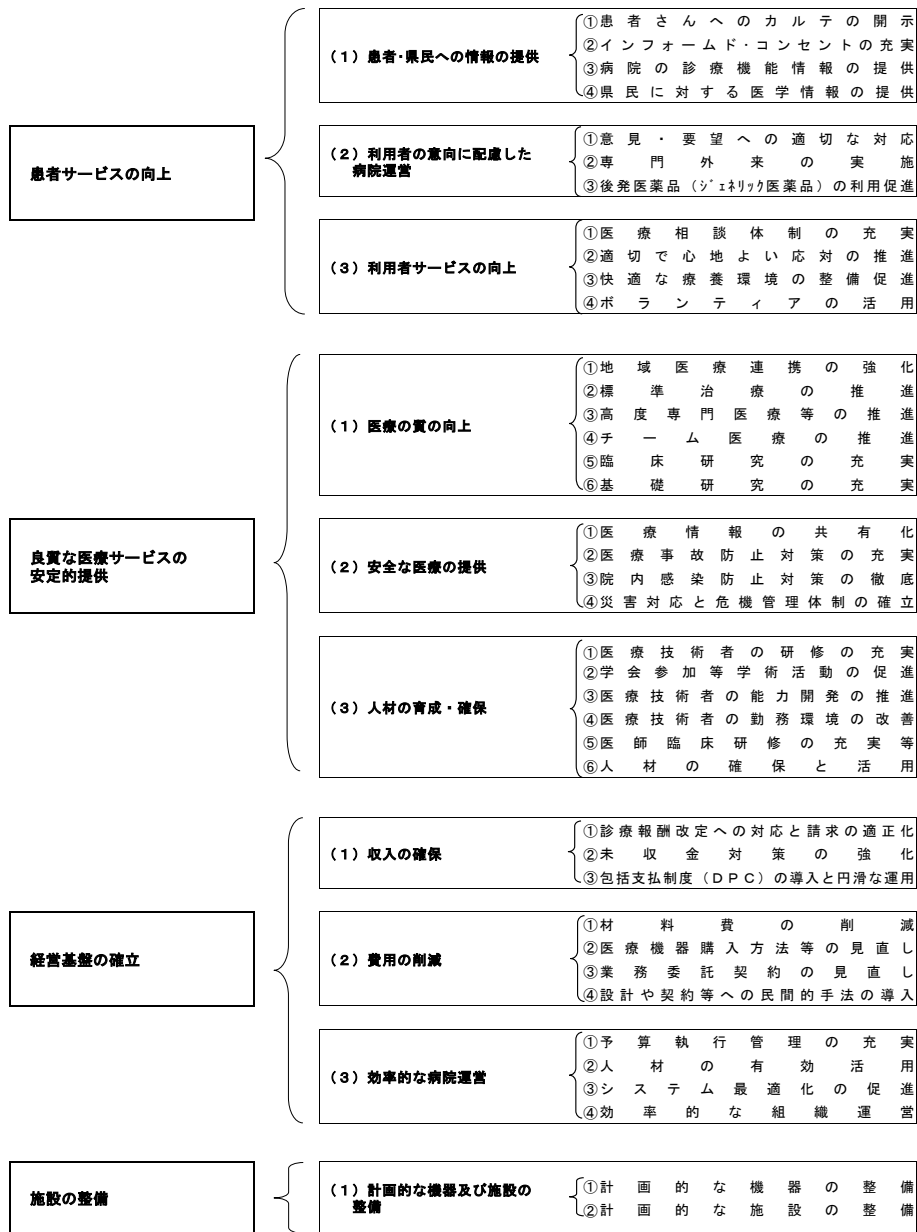 患者サービスの向上
(1)患者・県民への情報の提供
①患者さんへのカルテの開示
②インフォームド・コンセントの充実
③病院の診療機能情報の提供
④県民に対する医学情報の提供
(2)利用者の意向に配慮した
病院運営
①意見・要望への適切な対応
②専門外来の実施
③後発医薬品(ジェネリック医薬品)の利用促進
(3)利用者サービスの向上
①医療相談体制の充実
②適切で心地よい応対の推進
③快適な療養環境の整備促進
④ボランティアの活用
良質な医療サービスの
安定的提供
(1)医療の質の向上
①地域医療連携の強化
②標準治療の推進
③高度専門医療等の推進
④チーム医療の推進
⑤臨床研究の充実
⑥基礎研究の充実
(2)安全な医療の提供
①医療情報の共有化
②医療事故防止対策の充実
③院内感染防止対策の徹底
④災害対応と危機管理体制の確立
(3)人材の育成・確保
①医療技術者の研修の充実
②学会参加等学術活動の促進
③医療技術者の能力開発の推進
④医療技術者の勤務環境の改善
⑤医師臨床研修の充実等
⑥人材の確保と活用
経営基盤の確立
(1)収入の確保
①診療報酬改定への対応と請求の適正化
②未収金対策の強化
③包括支払制度(DPC)の導入と円滑な運用
(2)費用の削減
①材料費の削減
②医療機器購入方法等の見直し
③業務委託契約の見直し
④設計や契約等への民間的手法の導入
(3)効率的な病院運営
①予算執行管理の充実
②人材の有効活用
③システム最適化の促進
④効率的な組織運営
施設の整備
(1)計画的な機器及び施設の
整備
①計画的な機器の整備
②計画的な施設の整備